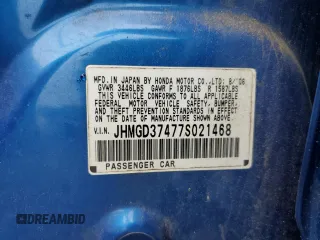 MFD. IN JAPAN BY HONDA MOTOR CO.,LTD: 8/'06
GVWR 3446LBS GAWR F 1876LBS R 1587LBS
THIS VEHICLE CONFORMS TO ALL APPLICABLE
FEDERAL MOTOR VEHICLE SAFETY, BUMPER,
AND THEFT PREVENTION STANDARDS IN EFFECT
ON THE DATE OF MANUFACTURE SHOWN ABOVE.
V.I.N. JHMGD37477S021468
PASSENGER CAR
DREAMBID